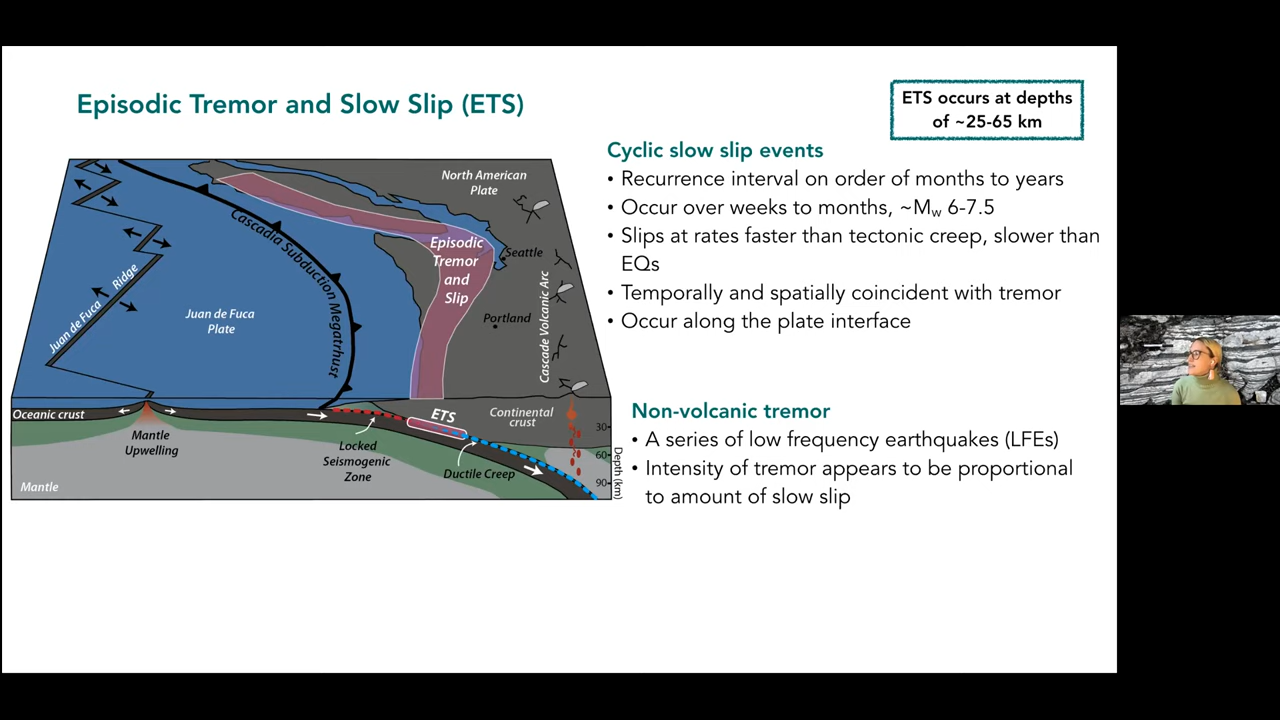 Episodic Tremor and Slow Slip (ETS)
ETS occurs at depths
of ~25-65 km
North American
Plate
Cascadia Subduction Megatrhust
Episodic
Tremor
and
Slip
Seattle
Juan de Fuca Ridge
Juan de Fuca
Plate
Portland
Cascade Volcanic Arc
Oceanic crust
ETS
Continental
crust
Mantle
Upwelling
Locked
Seismogenic
Zone
Ductile Creep
Mantle
30
60
90
Depth (km)
Cyclic slow slip events
• Recurrence interval on order of months to years
• Occur over weeks to months, ~Mw 6-7.5
• Slips at rates faster than tectonic creep, slower than
EQs
• Temporally and spatially coincident with tremor
• Occur along the plate interface
Non-volcanic tremor
• A series of low frequency earthquakes (LFEs)
• Intensity of tremor appears to be proportional
to amount of slow slip